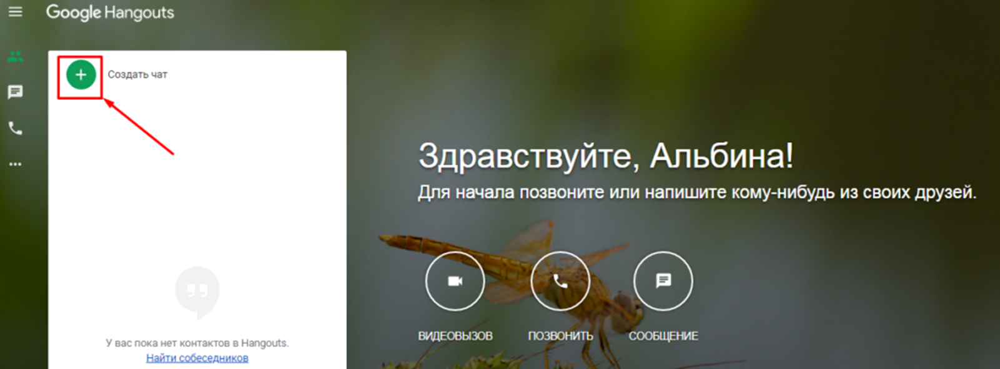 Google Hangouts
Создать чат
Здравствуйте, Альбина!
Для начала позвоните или напишите кому-нибудь из своих друзей.
ВИДЕОВЫЗОВ
ПОЗВОНИТЬ
СООБЩЕНИЕ
У вас пока нет контактов в Hangouts.
Найти собеседников